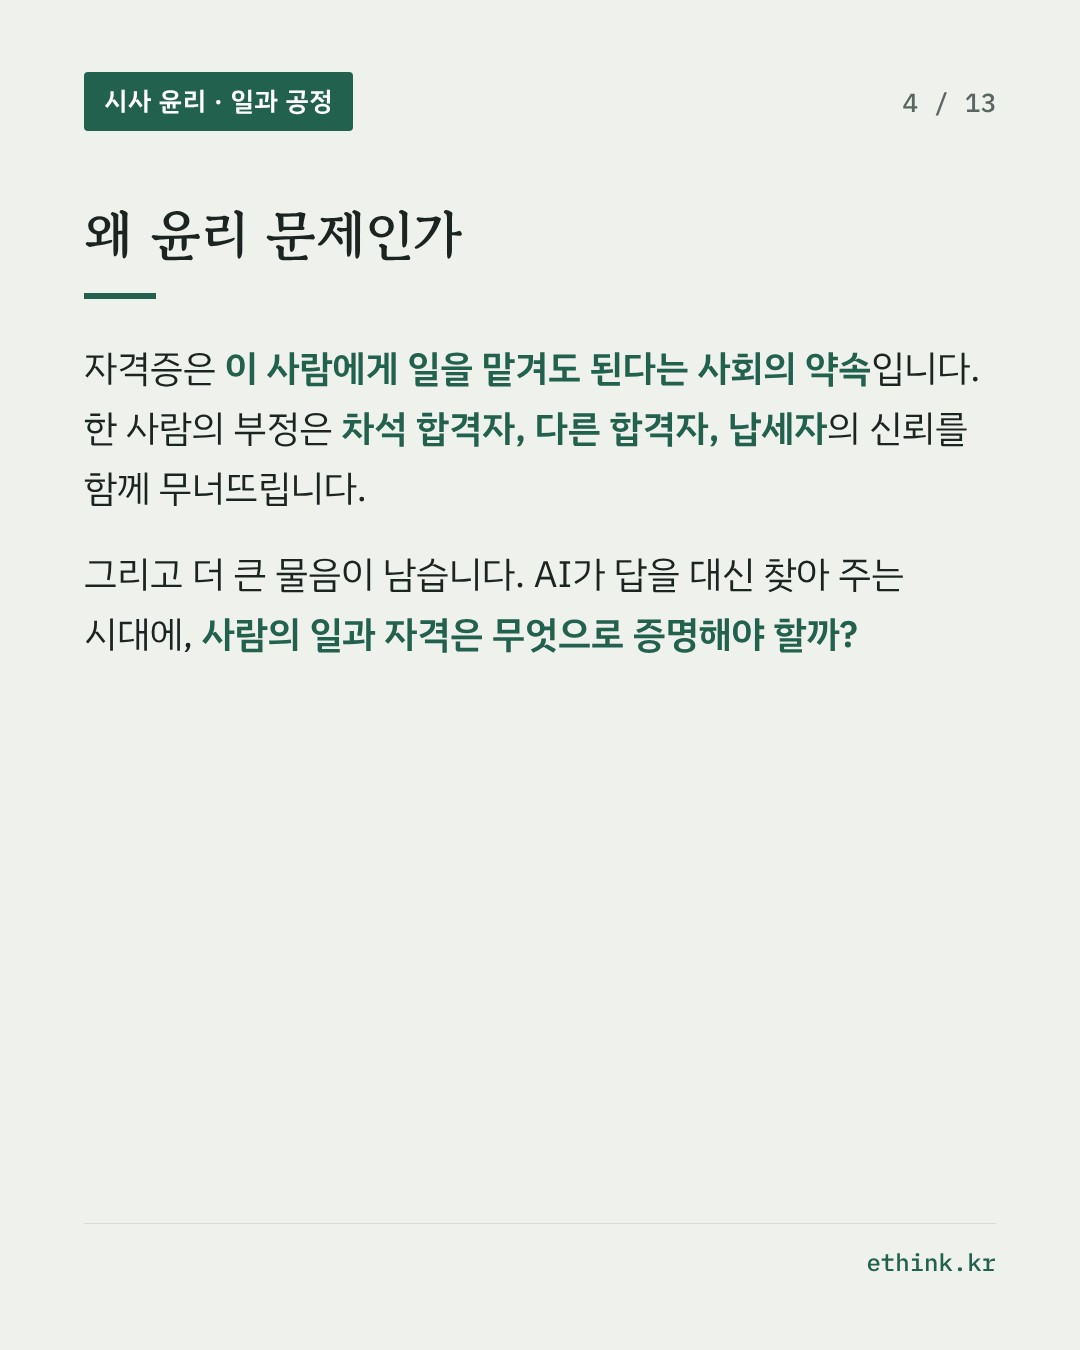 시사 윤리 · 일과 공정
4 / 13
왜 윤리 문제인가
자격증은 이 사람에게 일을 맡겨도 된다는 사회의 약속입니다.
한 사람의 부정은 차석 합격자, 다른 합격자, 납세자의 신뢰를
함께 무너뜨립니다.
그리고 더 큰 물음이 남습니다. AI가 답을 대신 찾아 주는
시대에, 사람의 일과 자격은 무엇으로 증명해야 할까?
ethink.kr